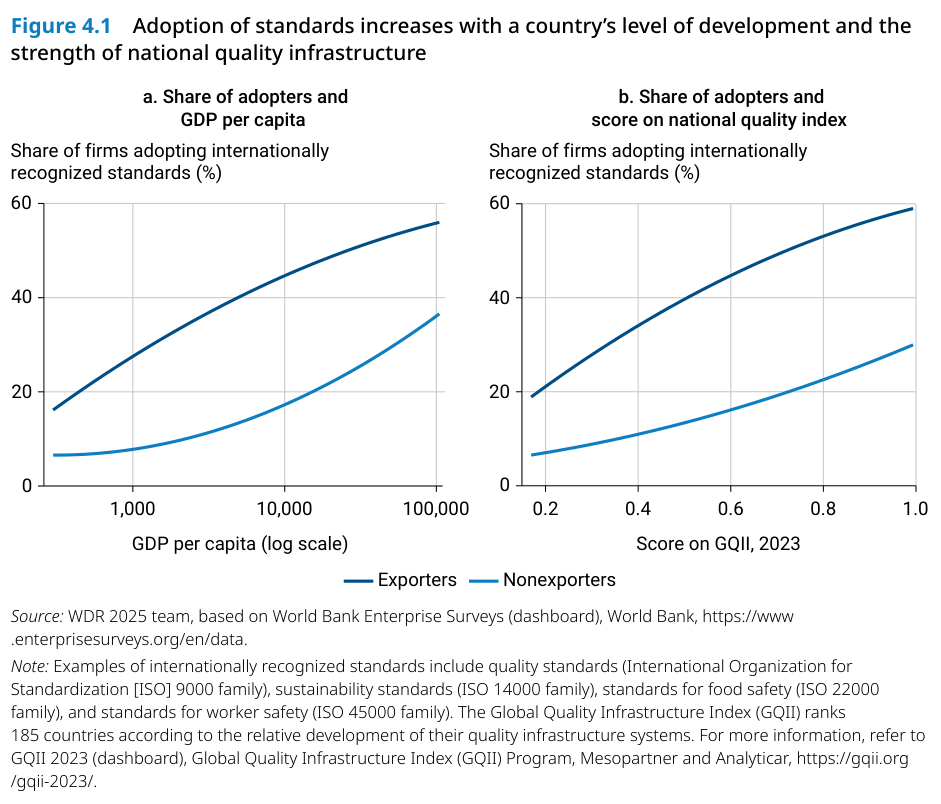 Figure 4.1 Adoption of standards increases with a country’s level of development and the
strength of national quality infrastructure
a. Share of adopters and
GDP per capita
Share of firms adopting internationally
recognized standards (%)
60
40
20
0
1,000
10,000
100,000
GDP per capita (log scale)
b. Share of adopters and
score on national quality index
Share of firms adopting internationally
recognized standards (%)
60
40
20
0
0.2
0.4
0.6
0.8
1.0
Score on GQII, 2023
Exporters
Nonexporters
Source: WDR 2025 team, based on World Bank Enterprise Surveys (dashboard), World Bank, https://www
.enterprisesurveys.org/en/data.
Note: Examples of internationally recognized standards include quality standards (International Organization for
Standardization [ISO] 9000 family), sustainability standards (ISO 14000 family), standards for food safety (ISO 22000
family), and standards for worker safety (ISO 45000 family). The Global Quality Infrastructure Index (GQII) ranks
185 countries according to the relative development of their quality infrastructure systems. For more information, refer to
GQII 2023 (dashboard), Global Quality Infrastructure Index (GQII) Program, Mesopartner and Analyticar, https://gqii.org
/gqii-2023/.